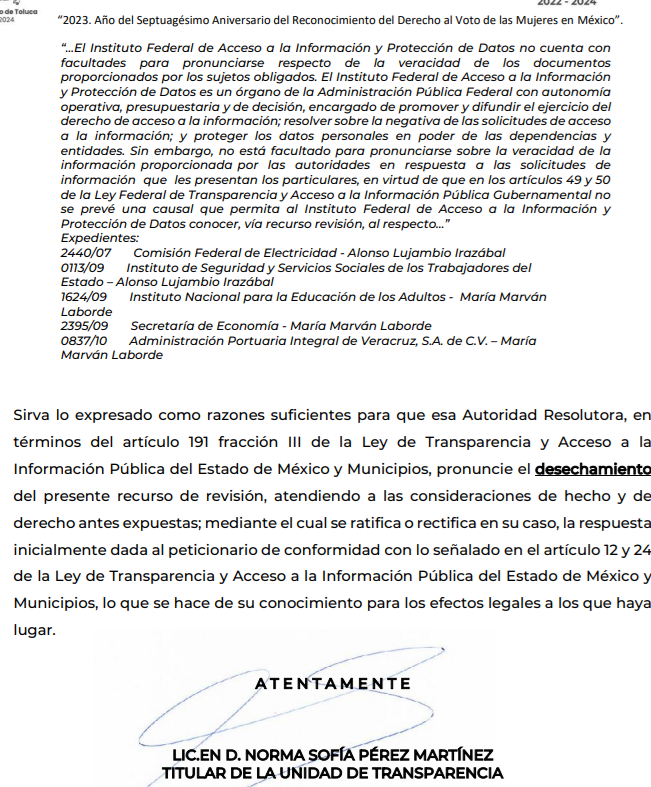 o de Toluca
2024
2022 - 2024
“2023. Año del Septuagésimo Aniversario del Reconocimiento del Derecho al Voto de las Mujeres en México”.
“...El Instituto Federal de Acceso a la Información y Protección de Datos no cuenta con
facultades para pronunciarse respecto de la veracidad de los documentos
proporcionados por los sujetos obligados. El Instituto Federal de Acceso a la Información
y Protección de Datos es un órgano de la Administración Pública Federal con autonomía
operativa, presupuestaria y de decisión, encargado de promover y difundir el ejercicio del
derecho de acceso a la información; resolver sobre la negativa de las solicitudes de acceso
a la información; y proteger los datos personales en poder de las dependencias y
entidades. Sin embargo, no está facultado para pronunciarse sobre la veracidad de la
información proporcionada por las autoridades en respuesta a las solicitudes de
información que les presentan los particulares, en virtud de que en los artículos 49 y 50
de la Ley Federal de Transparencia y Acceso a la Información Pública Gubernamental no
se prevé una causal que permita al Instituto Federal de Acceso a la Información y
Protección de Datos conocer, vía recurso revisión, al respecto...”
Expedientes:
2440/07 Comisión Federal de Electricidad - Alonso Lujambio Irazábal
0113/09 Instituto de Seguridad y Servicios Sociales de los Trabajadores del
Estado – Alonso Lujambio Irazábal
1624/09 Instituto Nacional para la Educación de los Adultos - María Marván
Laborde
2395/09 Secretaría de Economía - María Marván Laborde
0837/10 Administración Portuaria Integral de Veracruz, S.A. de C.V. – María
Marván Laborde
Sirva lo expresado como razones suficientes para que esa Autoridad Resolutora, en
términos del artículo 191 fracción III de la Ley de Transparencia y Acceso a la
Información Pública del Estado de México y Municipios, pronuncie el desechamiento
del presente recurso de revisión, atendiendo a las consideraciones de hecho y de
derecho antes expuestas; mediante el cual se ratifica o rectifica en su caso, la respuesta
inicialmente dada al peticionario de conformidad con lo señalado en el artículo 12 y 24
de la Ley de Transparencia y Acceso a la Información Pública del Estado de México y
Municipios, lo que se hace de su conocimiento para los efectos legales a los que haya
lugar.
ATENTAMENTE
LIC.EN D. NORMA SOFÍA PÉREZ MARTÍNEZ
TITULAR DE LA UNIDAD DE TRANSPARENCIA